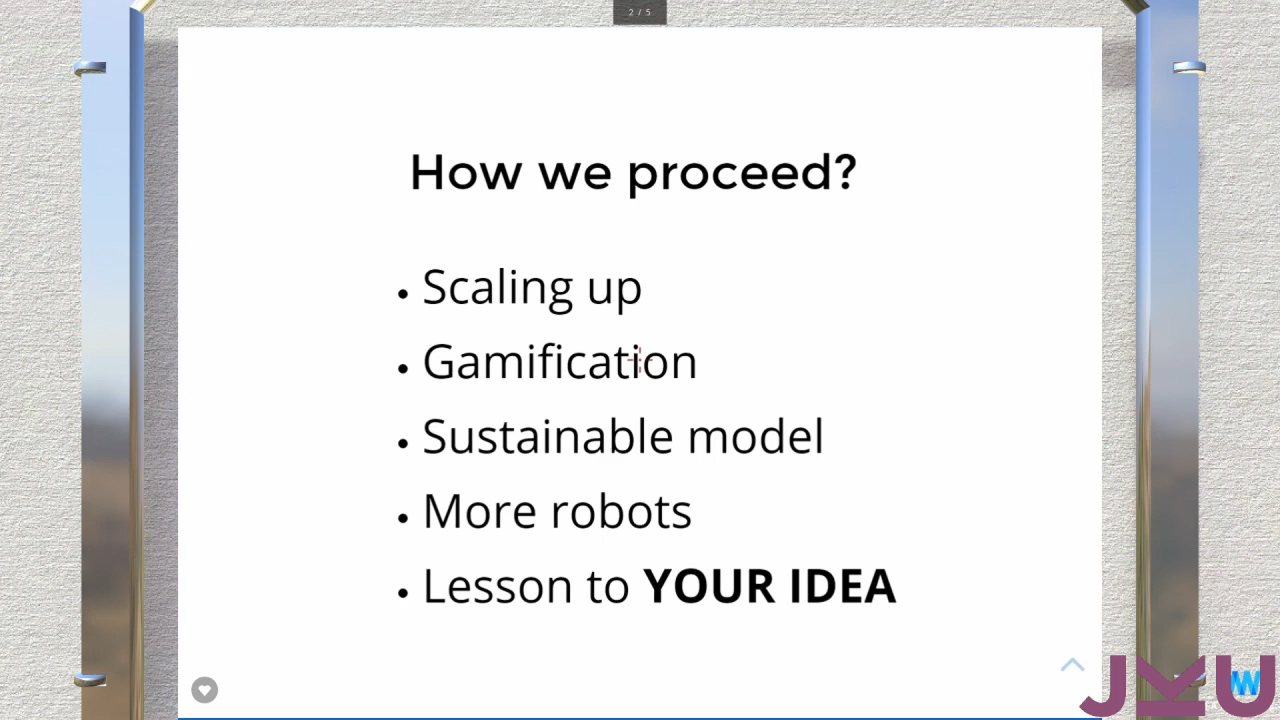 2 / 5
How we proceed?
• Scaling up
• Gamification
• Sustainable model
• More robots
• Lesson to YOUR IDEA
JKU
W